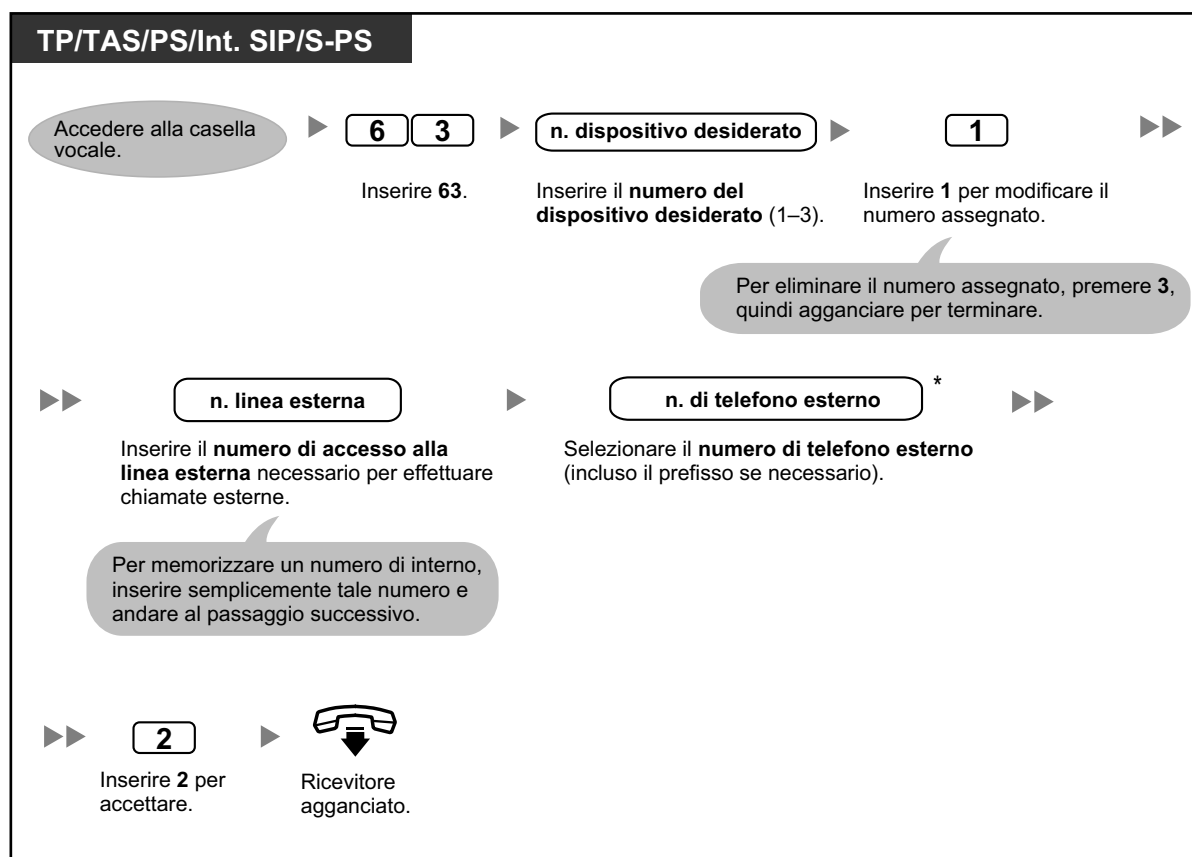 TP/TAS/PS/Int. SIP/S-PS
Accedere alla casella
vocale.
6 3
n. dispositivo desiderato
1
Inserire 63.
Inserire il numero del
dispositivo desiderato (1–3).
Inserire 1 per modificare il
numero assegnato.
Per eliminare il numero assegnato, premere 3,
quindi agganciare per terminare.
n. linea esterna
n. di telefono esterno *
Inserire il numero di accesso alla
linea esterna necessario per effettuare
chiamate esterne.
Selezionare il numero di telefono esterno
(incluso il prefisso se necessario).
Per memorizzare un numero di interno,
inserire semplicemente tale numero e
andare al passaggio successivo.
2
Inserire 2 per
accettare.
Ricevitore
agganciato.